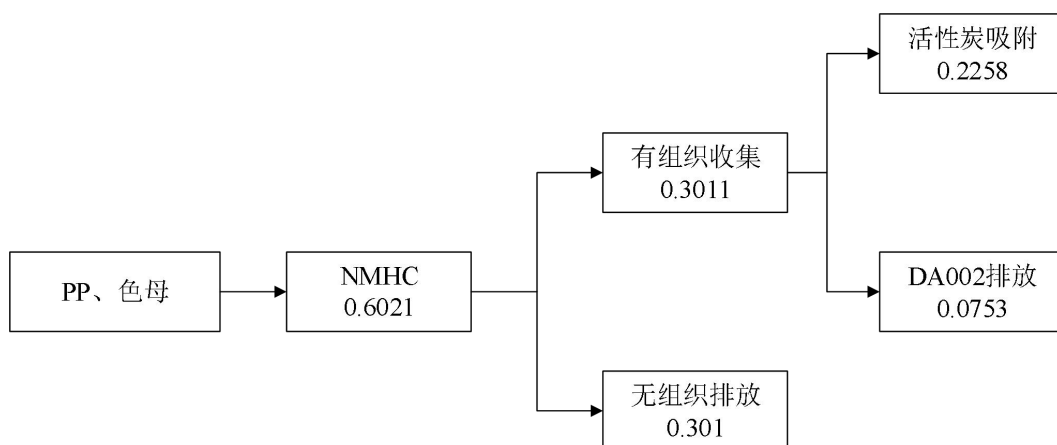 活性炭吸附
0.2258
有组织收集
0.3011
PP、色母
NMHC
0.6021
DA002排放
0.0753
无组织排放
0.301